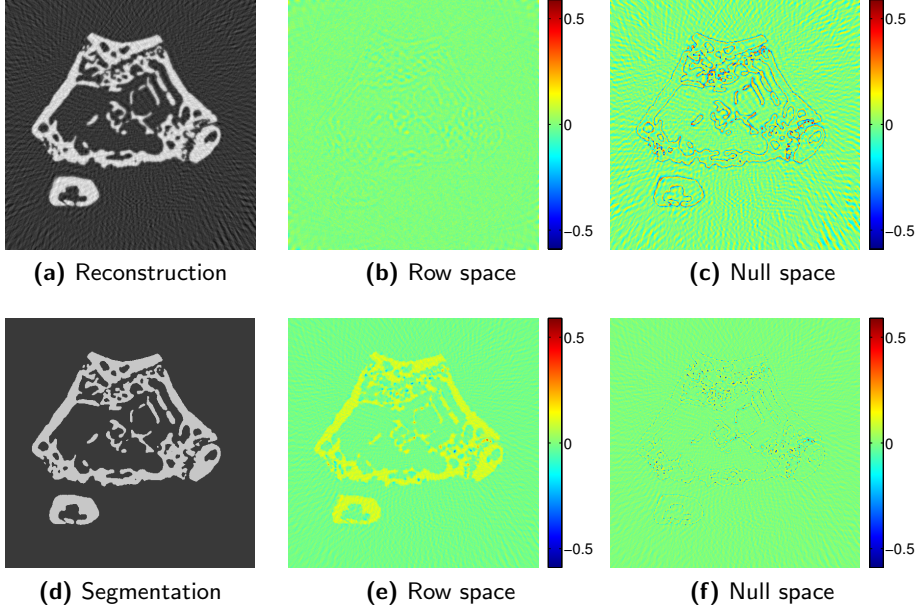 0.5
0
−0.5
0.5
0
−0.5
(a) Reconstruction
(b) Row space
(c) Null space
0.5
0
−0.5
0.5
0
−0.5
(d) Segmentation
(e) Row space
(f) Null space